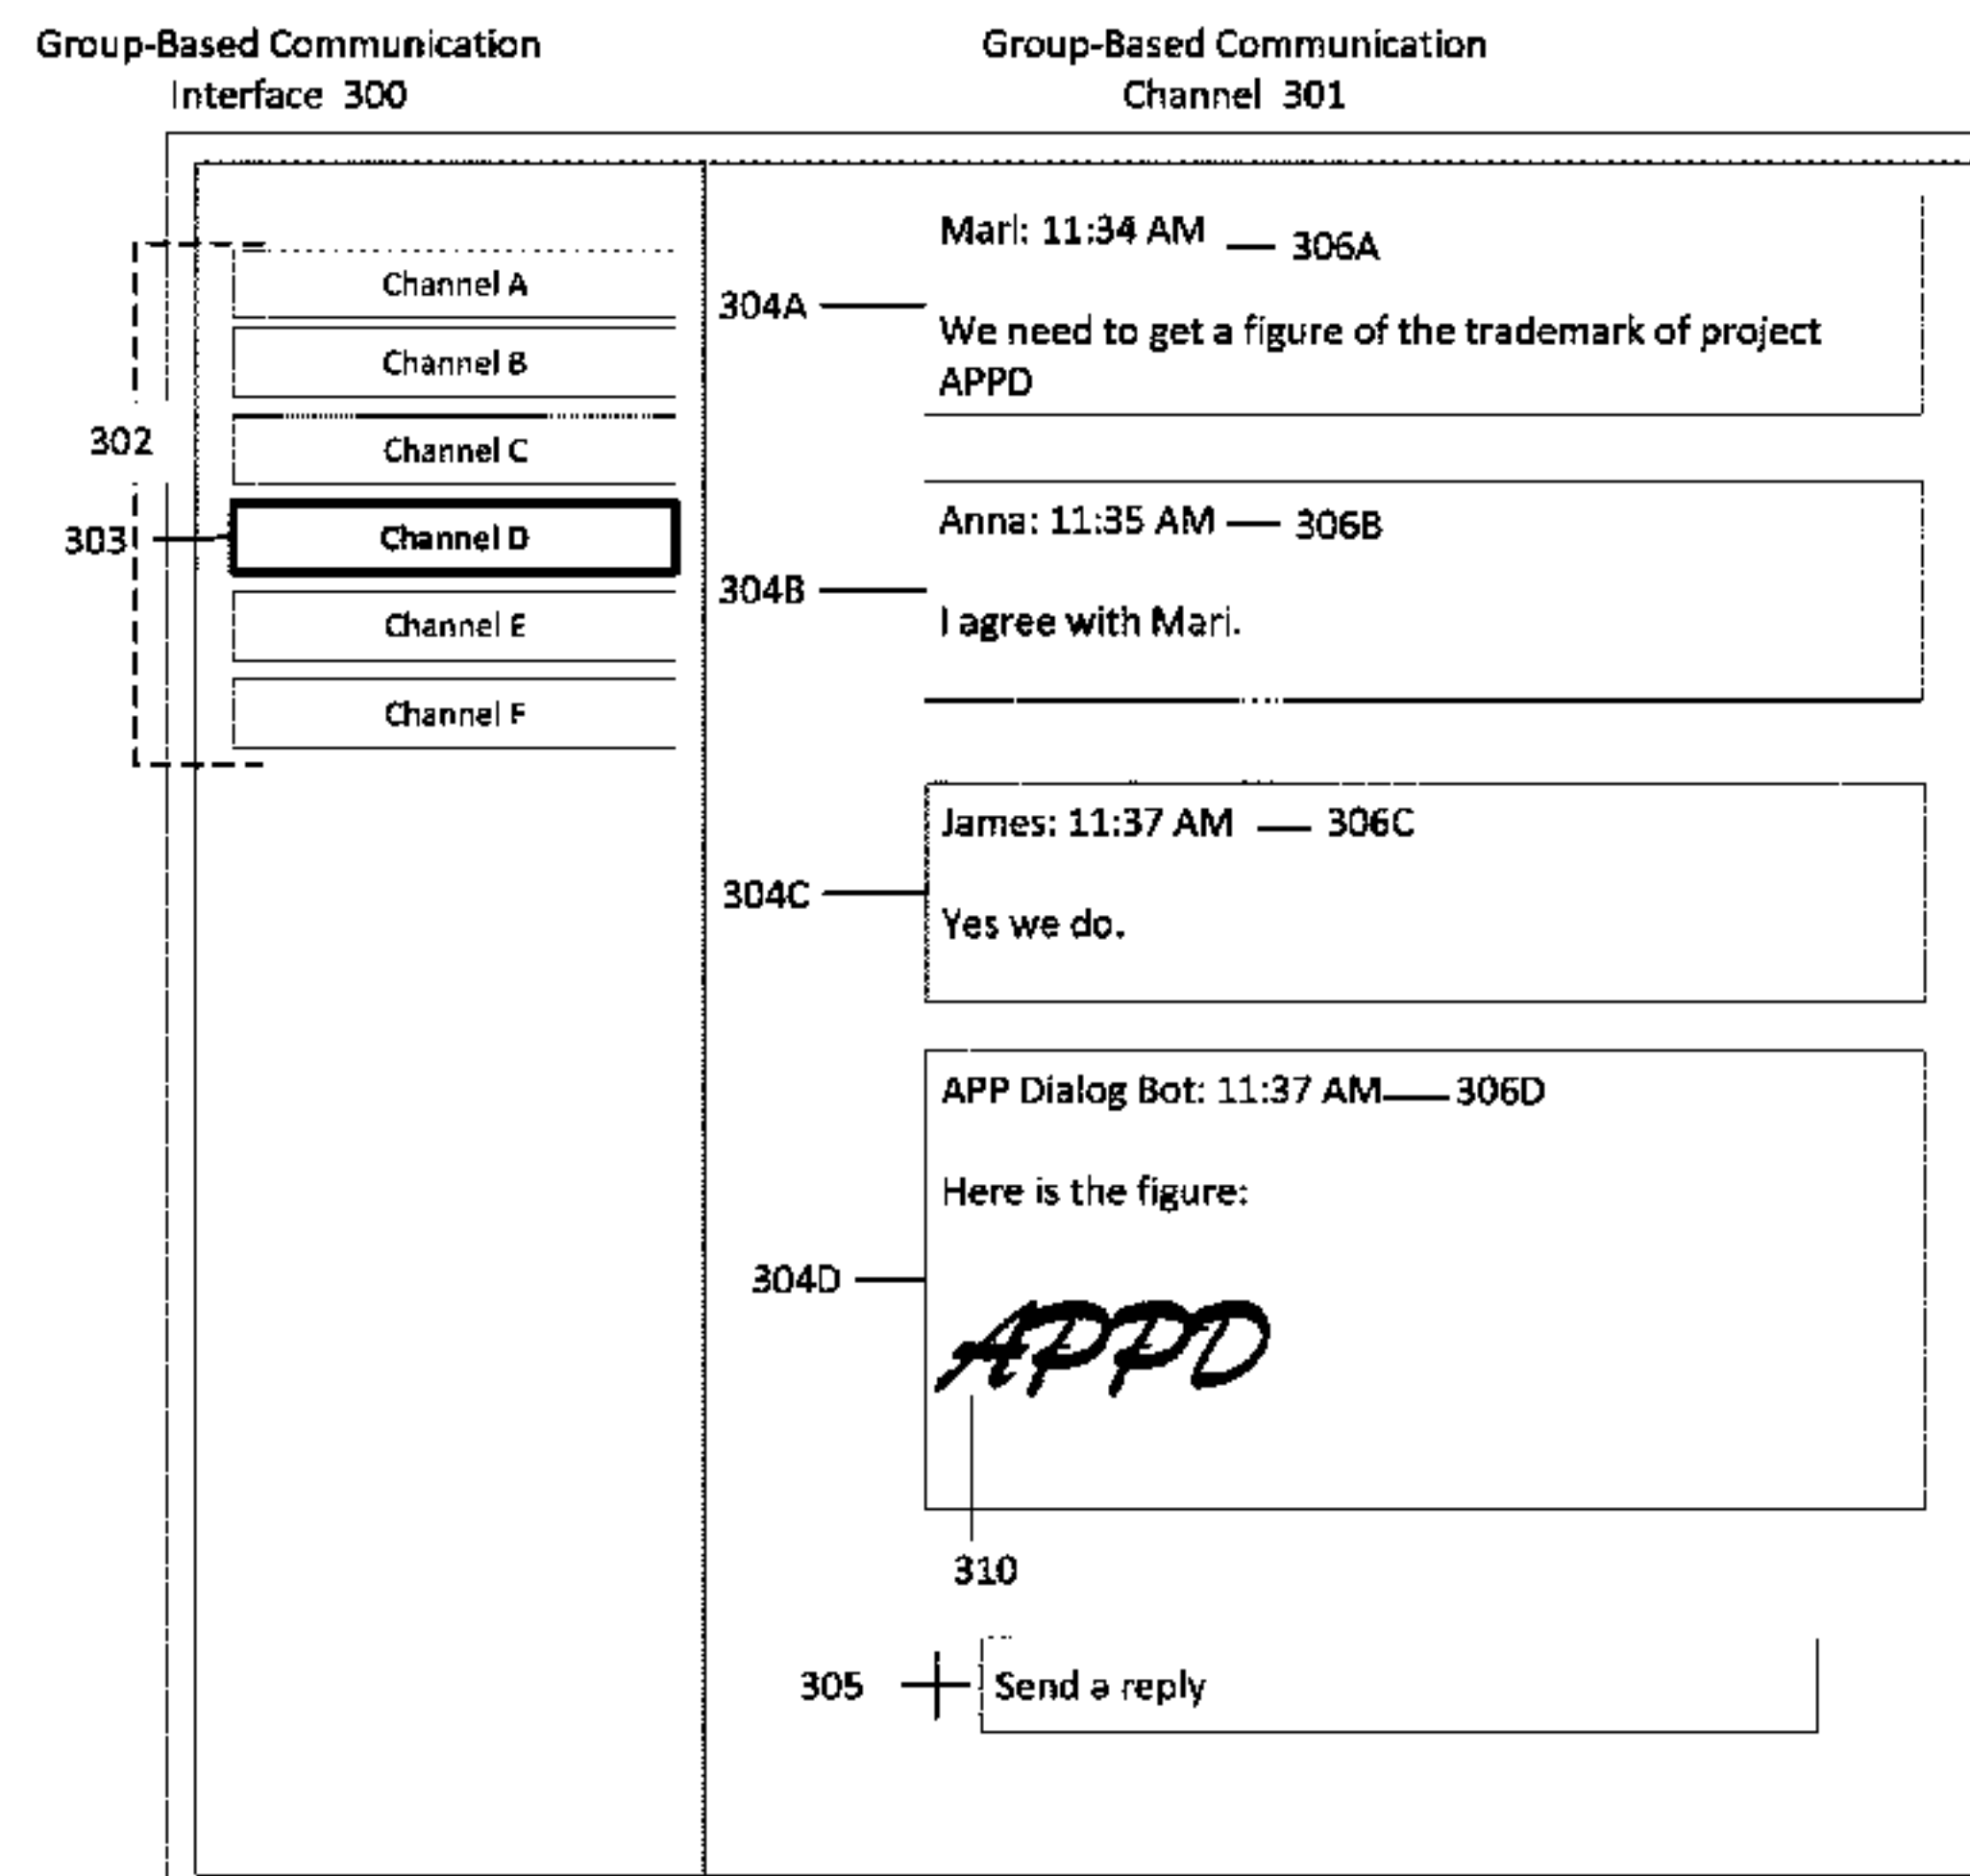 Group-Based Communication
Interface 300
Group-Based Communication
Channel 301
302
303
Channel A
Channel B
Channel C
Channel D
Channel E
Channel F
304A
Mari: 11:34 AM
306A
We need to get a figure of the trademark of project
APPD
304B
Anna: 11:35 AM
306B
I agree with Mari.
304C
James: 11:37 AM
306C
Yes we do.
304D
APP Dialog Bot: 11:37 AM
306D
Here is the figure:
APPD
310
305
Send a reply